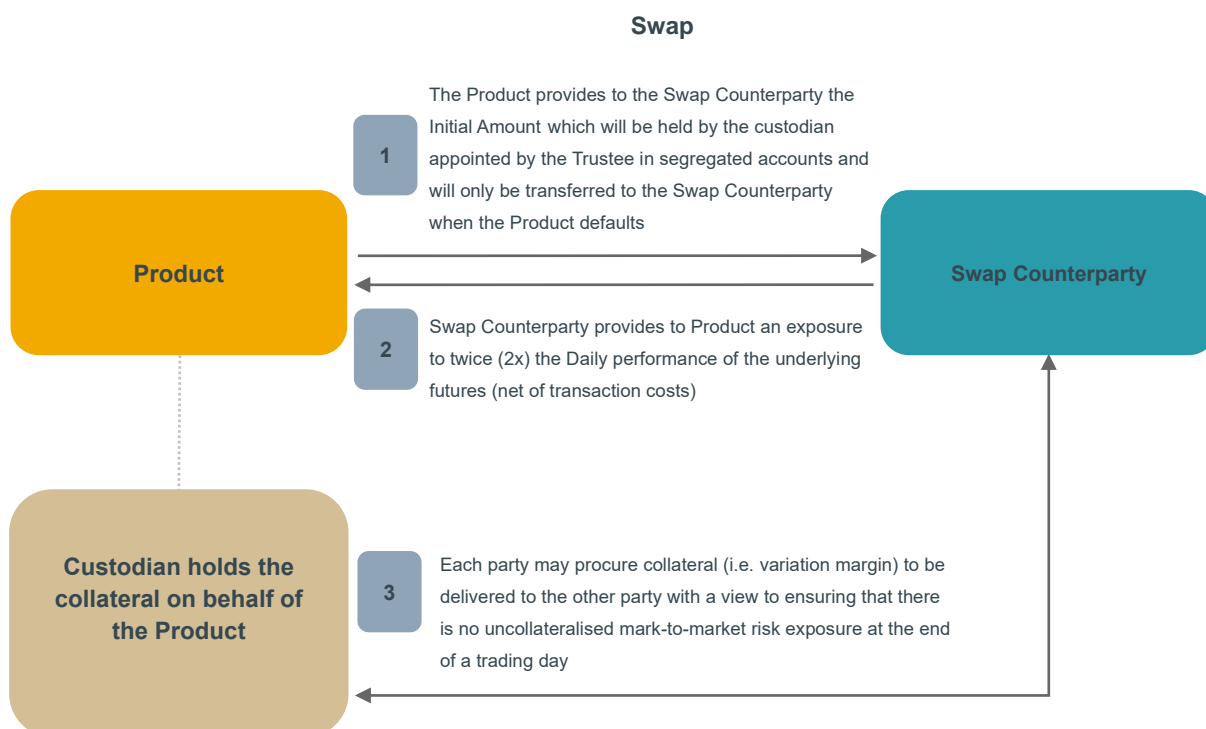 Swap
The Product provides to the Swap Counterparty the
Initial Amount which will be held by the custodian
1
appointed by the Trustee in segregated accounts and
will only be transferred to the Swap Counterparty
when the Product defaults
Product
Swap Counterparty
2
Swap Counterparty provides to Product an exposure
to twice (2x) the Daily performance of the underlying
futures (net of transaction costs)
Custodian holds the
collateral on behalf of
the Product
3
Each party may procure collateral (i.e. variation margin) to be
delivered to the other party with a view to ensuring that there
is no uncollateralised mark-to-market risk exposure at the end
of a trading day